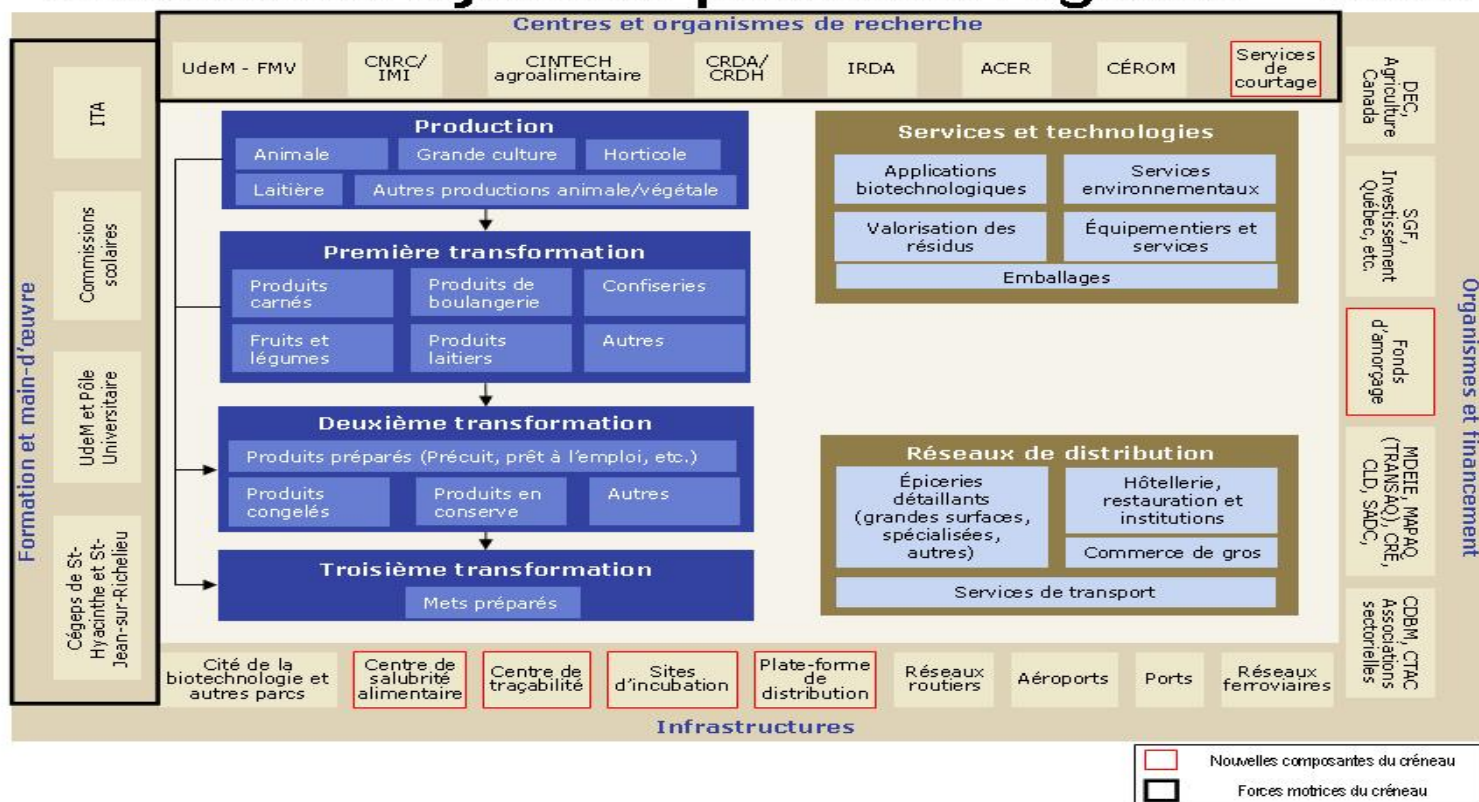 Centres et organismes de recherche
UdeM - FMV
CNRC/
IMI
CINTECH
agroalimentaire
CRDA/
CRDH
IRDA
ACER
CÉROM
Services
de
courtage
Formation et main-d'œuvre
ITA
Commissions
scolaires
UdeM et Pôle
Universitaire
Cégeps de St-
Hyacinthe et St-
Jean-sur-Richelieu
Production
Animale
Grande culture
Horticole
Laitière
Autres productions animale/végétale
Première transformation
Produits
carnés
Produits de
boulangerie
Confiseries
Fruits et
légumes
Produits
laitiers
Autres
Deuxième transformation
Produits préparés (Précuit, prêt à l'emploi, etc.)
Produits
congelés
Produits en
conserve
Autres
Troisième transformation
Mets préparés
Services et technologies
Applications
biotechnologiques
Services
environnementaux
Valorisation des
résidus
Équipementiers et
services
Emballages
Réseaux de distribution
Épiceries
détaillants
(grandes surfaces,
spécialisées,
autres)
Hôtellerie,
restauration et
institutions
Commerce de gros
Services de transport
Organismes et financement
DEC,
Agriculture
Canada
SGF,
Investissement
Québec, etc.
Fonds
d'amorçage
MDEIE, MAPAQ
(TRANSAQ), CRÉ,
CLD, SADC,
CDBM, CTAC
Associations
sectorielles
Cité de la
biotechnologie et
autres parcs
Centre de
salubrité
alimentaire
Centre de
traçabilité
Sites
d'incubation
Plate-forme
de
distribution
Réseaux
routiers
Aéroports
Ports
Réseaux
ferroviaires
Infrastructures
Nouvelles composantes du créneau
Forces motrices du créneau